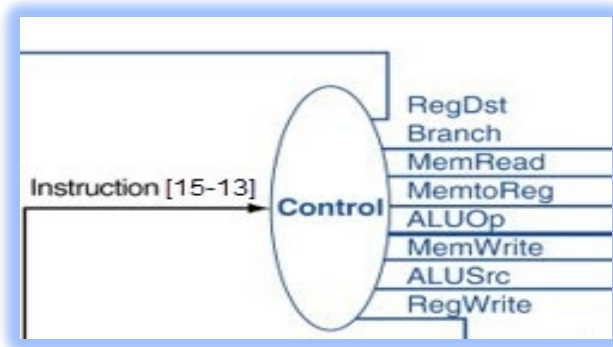 RegDst
Branch
MemRead
Instruction [15-13]
MemtoReg
Control
ALUOp
MemWrite
ALUSrc
RegWrite